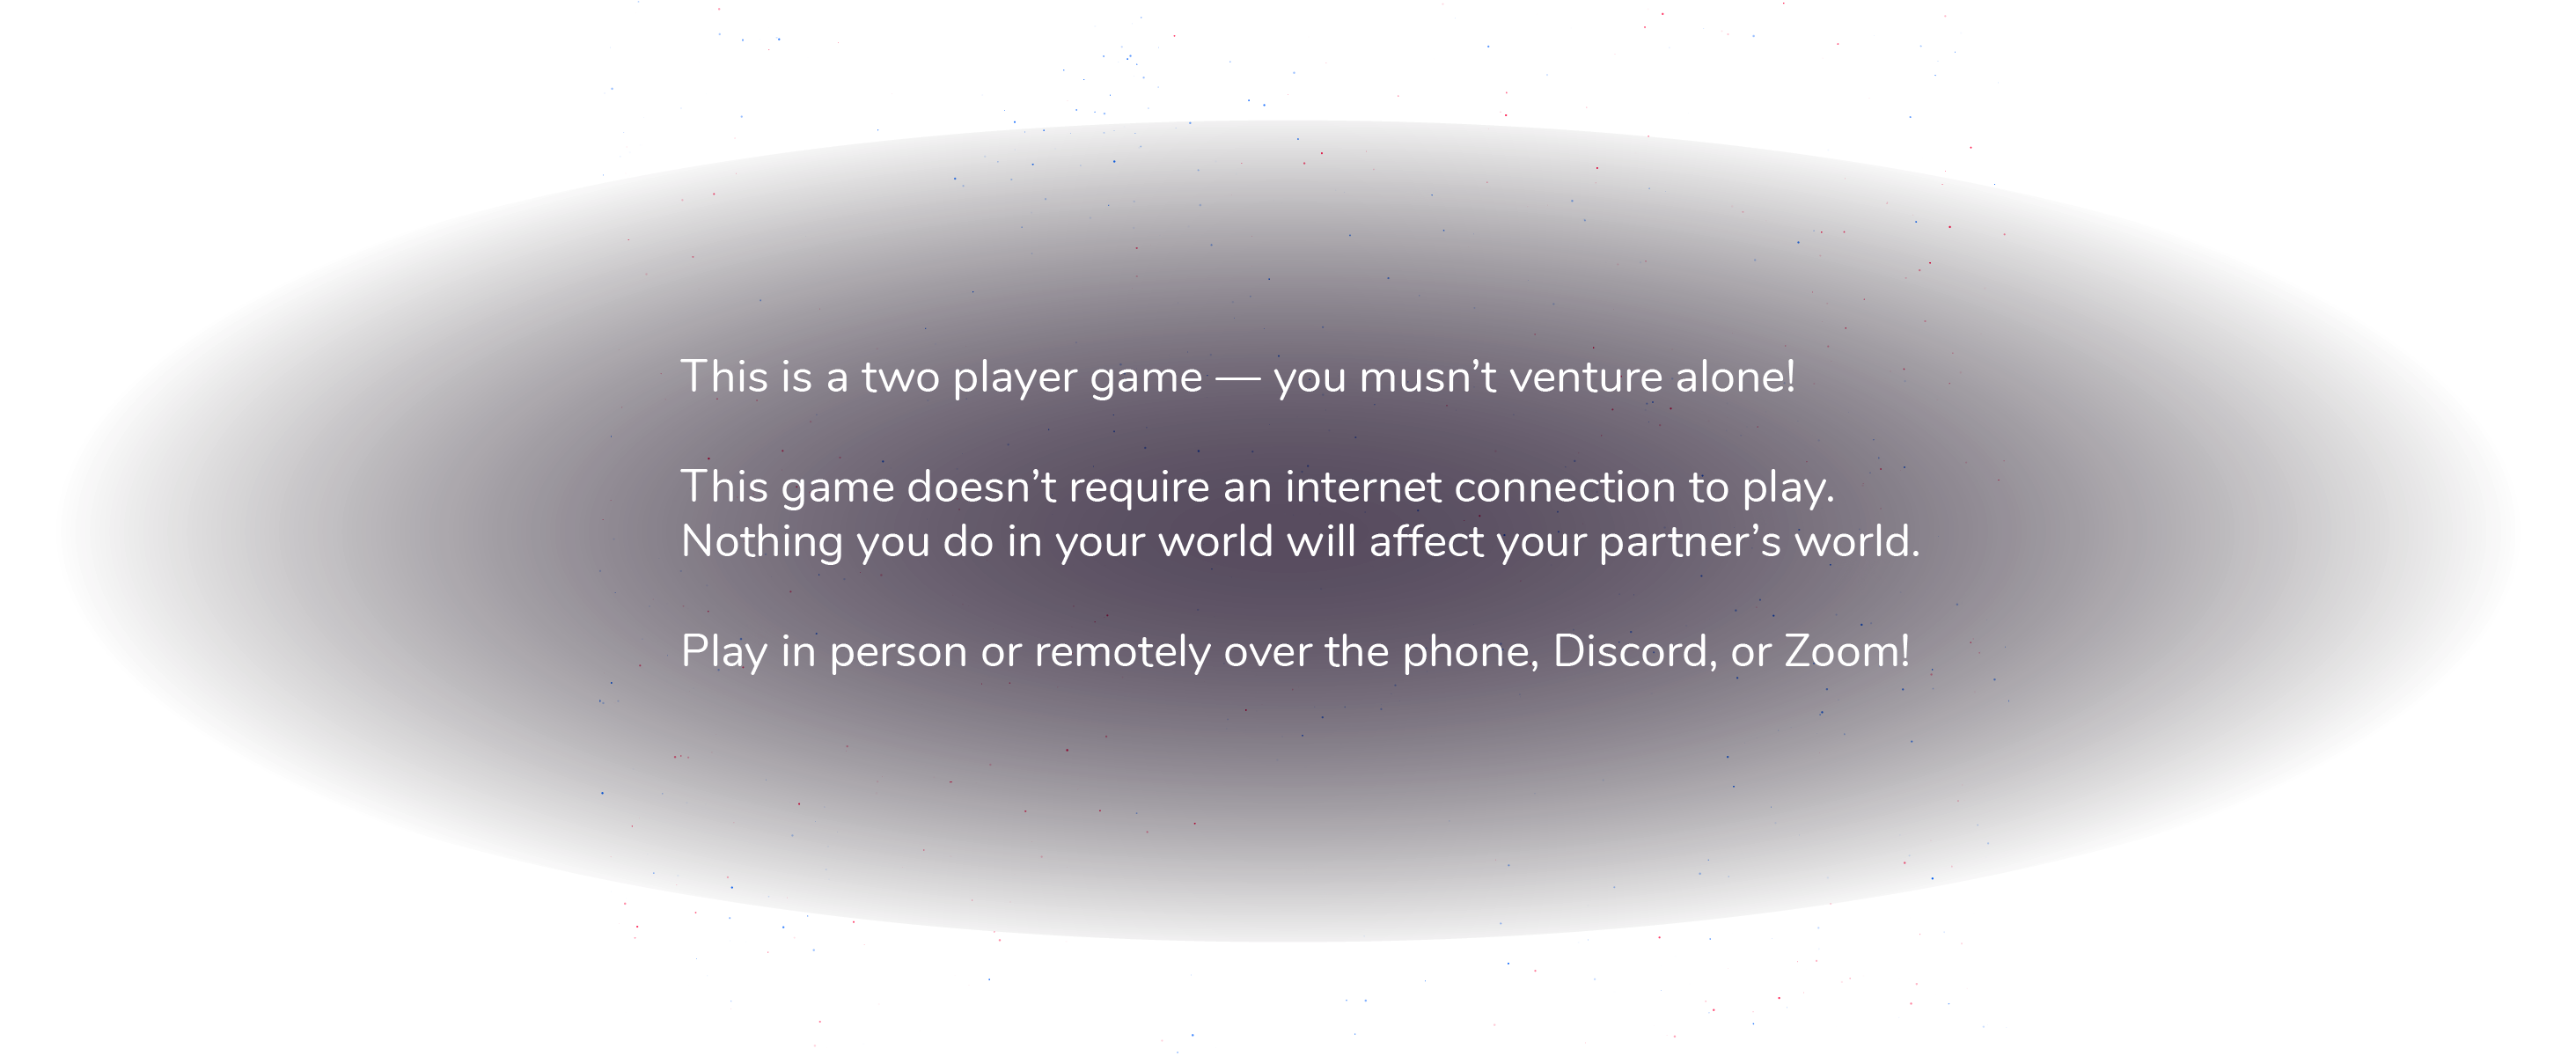 This is a two player game — you musn’t venture alone!
This game doesn’t require an internet connection to play.
Nothing you do in your world will affect your partner’s world.
Play in person or remotely over the phone, Discord, or Zoom!